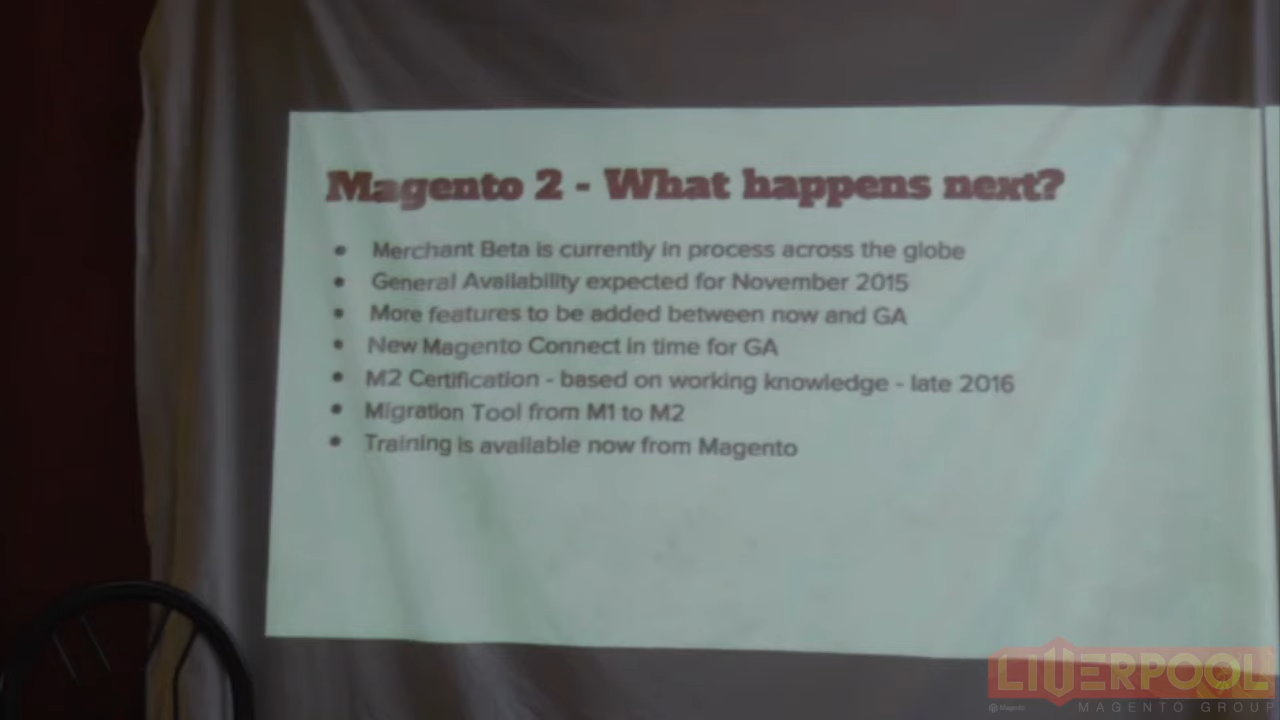 Magento 2 - What happens next?
• Merchant Beta is currently in process across the globe
• General Availability expected for November 2015
• More features to be added between now and GA
• New Magento Connect in time for GA
• M2 Certification - based on working knowledge - late 2016
• Migration Tool from M1 to M2
• Training is available now from Magento
LIVERPOOL
Magento MAGENTO GROUP